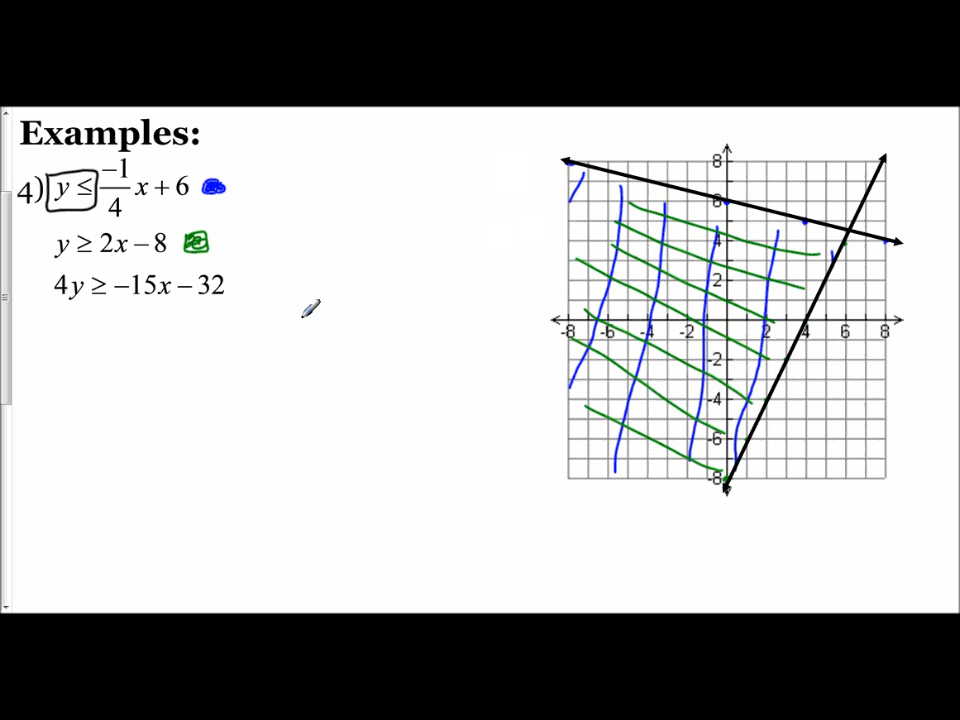 Examples:
4) y ≤ -1/4 x + 6
y ≥ 2x – 8
4y ≥ –15x – 32
8
6
4
2
-8 -6 -4 -2 2 4 6 8
-2
-4
-6
-8